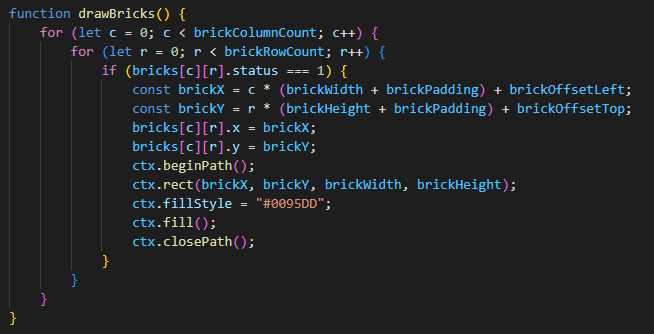 function drawBricks() {
    for (let c = 0; c < brickColumnCount; c++) {
        for (let r = 0; r < brickRowCount; r++) {
            if (bricks[c][r].status === 1) {
                const brickX = c * (brickWidth + brickPadding) + brickOffsetLeft;
                const brickY = r * (brickHeight + brickPadding) + brickOffsetTop;
                bricks[c][r].x = brickX;
                bricks[c][r].y = brickY;
                ctx.beginPath();
                ctx.rect(brickX, brickY, brickWidth, brickHeight);
                ctx.fillStyle = "#0095DD";
                ctx.fill();
                ctx.closePath();
            }
        }
    }
}